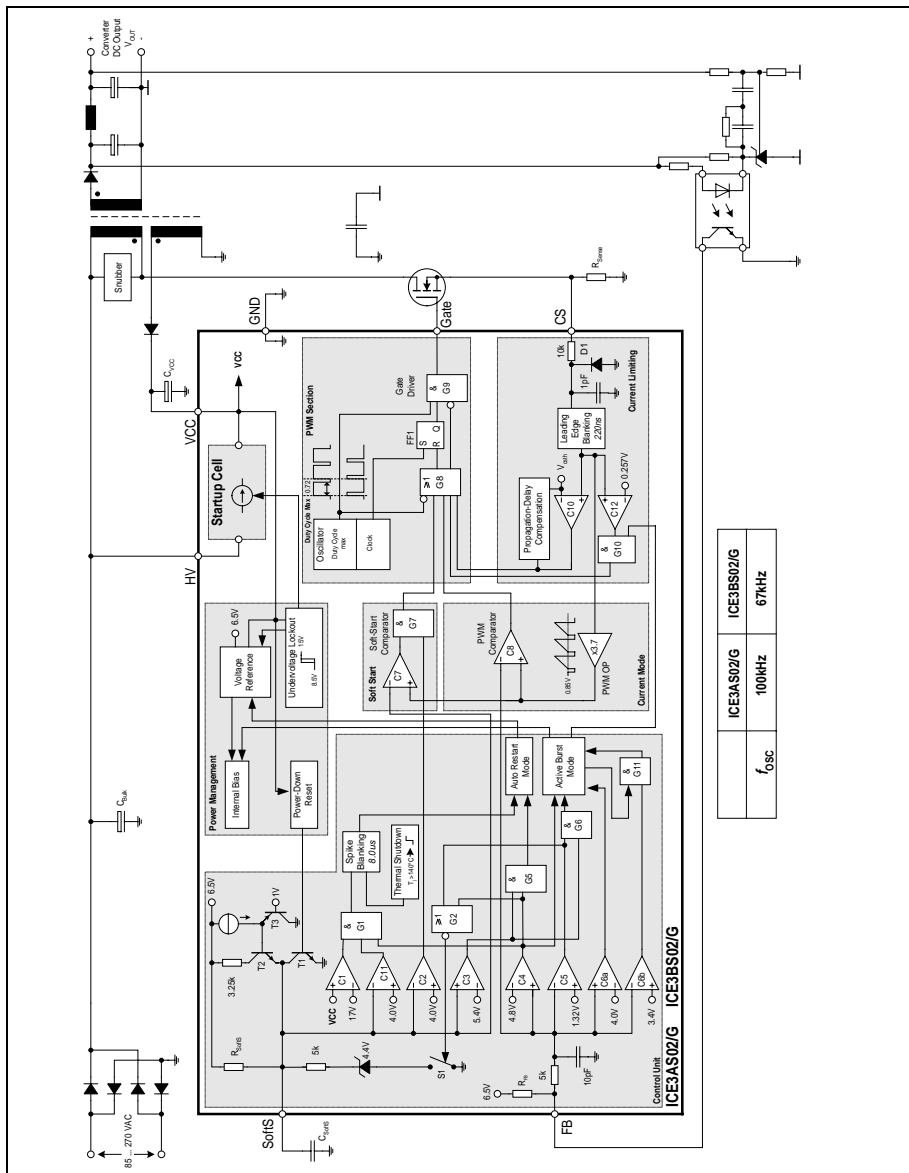 85 ... 270 VAC
CBulk
Snubber
+
Converter
DC Output
VOUT
-
CVCC
HV
VCC
GND
Startup Cell
VCC
Power Management
Internal Bias
Voltage
Reference
6.5V
Undervoltage Lockout
15V
8.5V
Power-Down
Reset
PWM Section
Duty Cycle Max
0.72
Oscillator
Duty Cycle
max
Clock
≥1
G8
FF1
S
R
Q
&
G9
Gate
Driver
Gate
Soft Start
Soft-Start
Comparator
C7
&
G7
PWM
Comparator
C8
0.85V
x3.7
PWM OP
Current Mode
Current Limiting
Propagation-Delay
Compensation
Vcsth
C10
C12
0.257V
&
G10
Leading
Edge
Blanking
220ns
1pF
10k
D1
CS
RSense
SoftS
CSoftS
RSoftS
6.5V
3.25k
T2
T3
1V
T1
5k
4.4V
S1
VCC
C1
17V
C11
4.0V
C2
4.0V
C3
5.4V
C4
4.8V
C5
1.32V
C6a
4.0V
C6b
3.4V
&
G1
≥1
G2
&
G5
&
G6
&
G11
Spike
Blanking
8.0us
Thermal Shutdown
Tj >140°C
Auto Restart
Mode
Active Burst
Mode
6.5V
RFB
5k
10pF
FB
Control Unit
ICE3AS02/G
ICE3BS02/G
fOSC
ICE3AS02/G
ICE3BS02/G
100kHz
67kHz